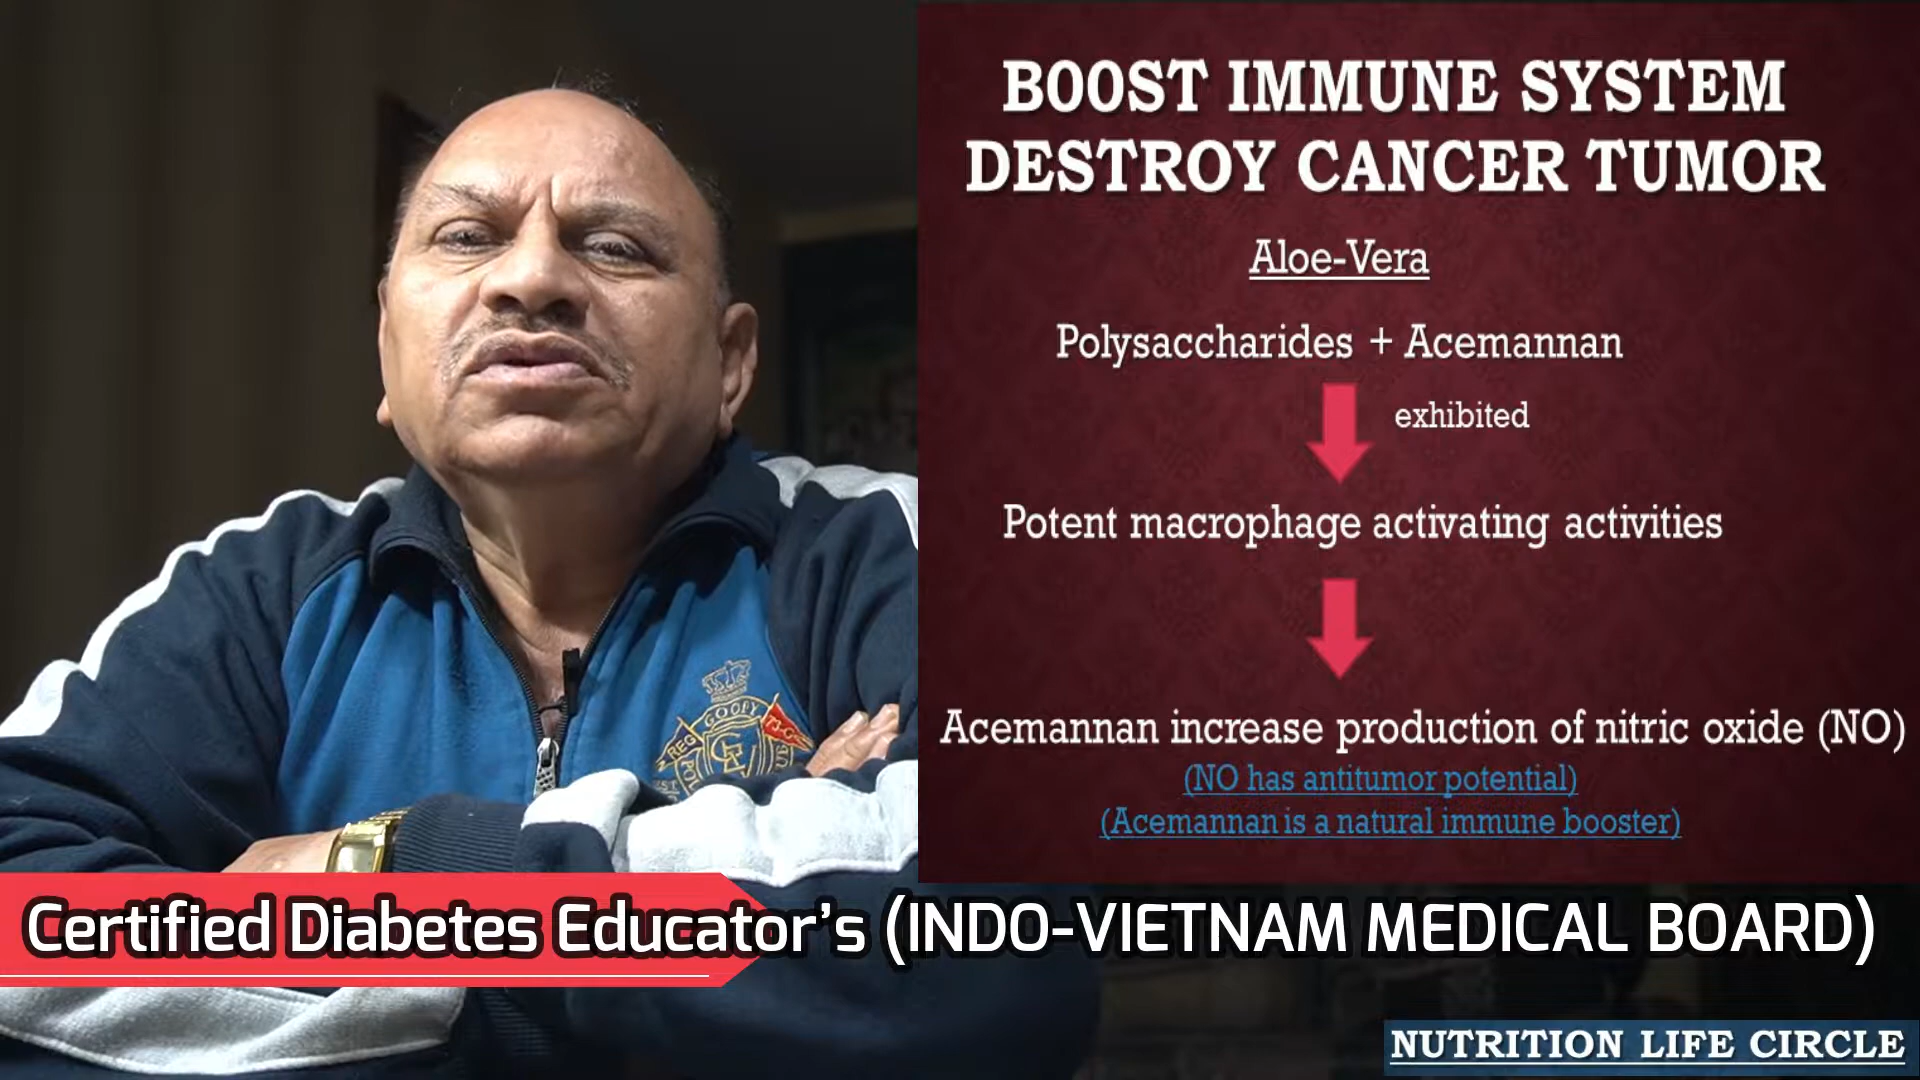 BOOST IMMUNE SYSTEM
DESTROY CANCER TUMOR
Aloe-Vera
Polysaccharides + Acemannan
exhibited
Potent macrophage activating activities
Acemannan increase production of nitric oxide (NO)
(NO has antitumor potential)
(Acemannan is a natural immune booster)
GOOFY
REG
Certified Diabetes Educator's (INDO-VIETNAM MEDICAL BOARD)
NUTRITION LIFE CIRCLE